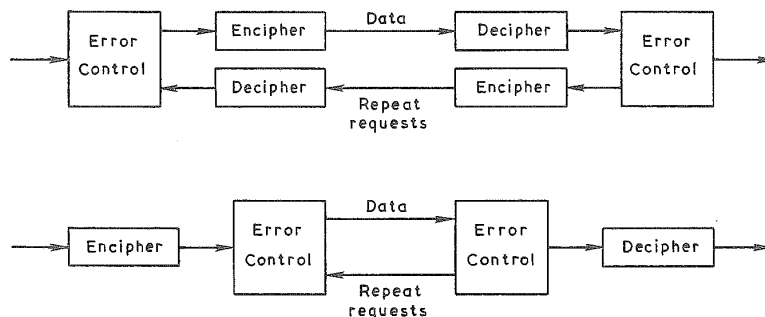 Error
Control
Encipher
Data
Decipher
Error
Control
Decipher
Repeat
requests
Encipher
Encipher
Error
Control
Data
Repeat
requests
Error
Control
Decipher